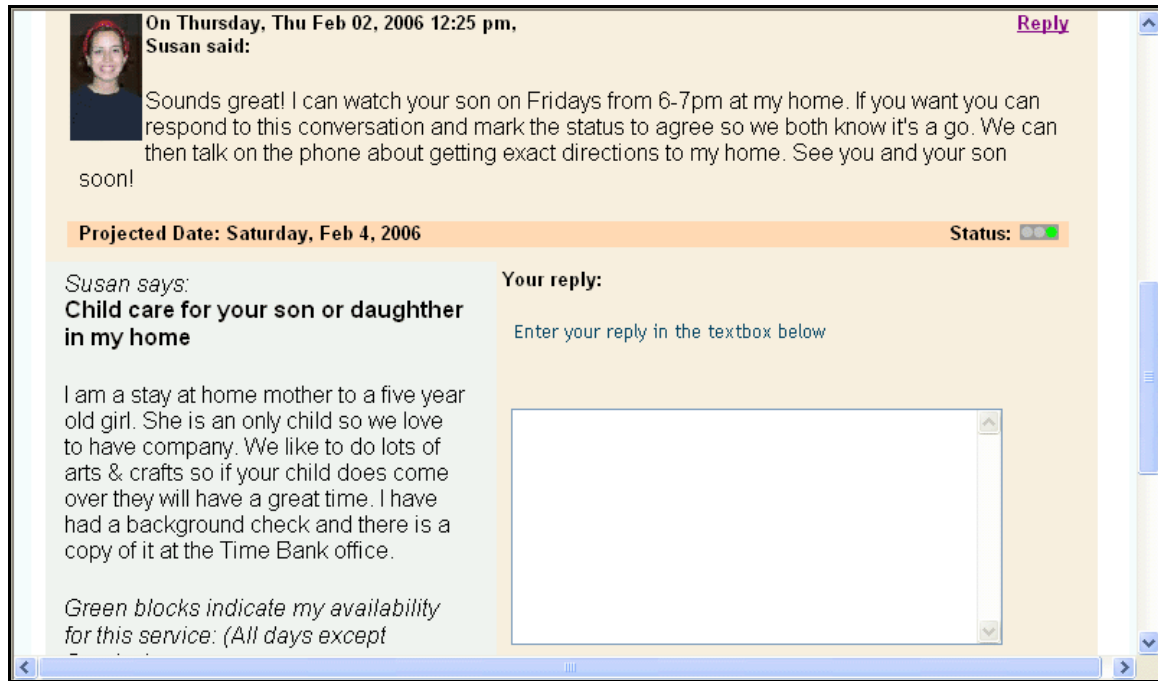 On Thursday, Thu Feb 02, 2006 12:25 pm,
Reply
Susan said:
Sounds great! I can watch your son on Fridays from 6-7pm at my home. If you want you can
respond to this conversation and mark the status to agree so we both know it's a go. We can
then talk on the phone about getting exact directions to my home. See you and your son
soon!
Projected Date: Saturday, Feb 4, 2006
Status:
Susan says:
Child care for your son or daughther
in my home
I am a stay at home mother to a five year
old girl. She is an only child so we love
to have company. We like to do lots of
arts & crafts so if your child does come
over they will have a great time. I have
had a background check and there is a
copy of it at the Time Bank office.
Green blocks indicate my availability
for this service: (All days except
Your reply:
Enter your reply in the textbox below